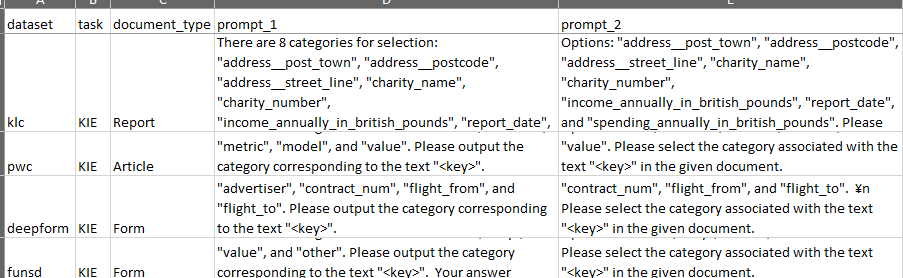 dataset task document_type prompt_1 prompt_2
There are 8 categories for selection:
"address__post_town", "address__postcode",
"address__street_line", "charity_name",
"charity_number",
"income_annually_in_british_pounds", "report_date",
Options: "address__post_town", "address__postcode",
"address__street_line", "charity_name",
"charity_number",
"income_annually_in_british_pounds", "report_date",
and "spending_annually_in_british_pounds". Please
klc KIE Report
"metric", "model", and "value". Please output the
category corresponding to the text "<key>".
"value". Please select the category associated with the
text "<key>" in the given document.
pwc KIE Article
"advertiser", "contract_num", "flight_from", and
"flight_to". Please output the category corresponding
to the text "<key>".
"contract_num", "flight_from", and "flight_to". ¥n
Please select the category associated with the text
"<key>" in the given document.
deepform KIE Form
"value", and "other". Please output the category
corresponding to the text "<key>". Your answer
Please select the category associated with the text
"<key>" in the given document.
funsd KIE Form